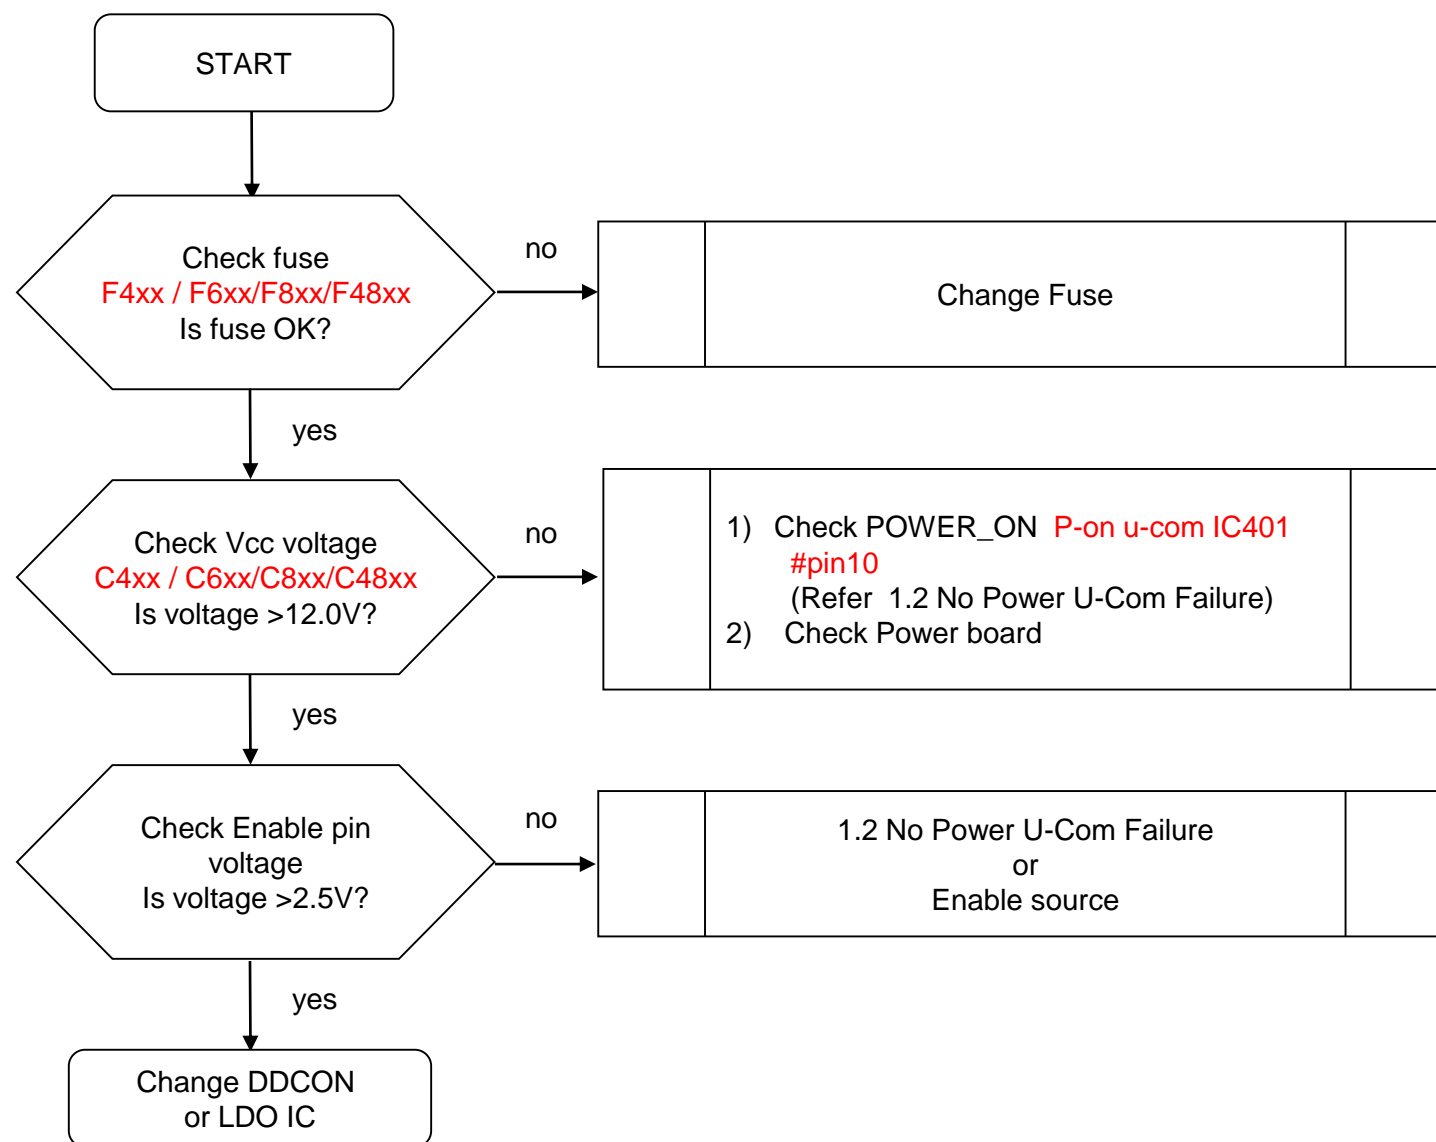 START
Check fuse
F4xx / F6xx/F8xx/F48xx
Is fuse OK?
no
Change Fuse
yes
Check Vcc voltage
C4xx / C6xx/C8xx/C48xx
Is voltage >12.0V?
no
1) Check POWER_ON P-on u-com IC401
#pin10
(Refer 1.2 No Power U-Com Failure)
2) Check Power board
yes
Check Enable pin
voltage
Is voltage >2.5V?
no
1.2 No Power U-Com Failure
or
Enable source
yes
Change DDCON
or LDO IC